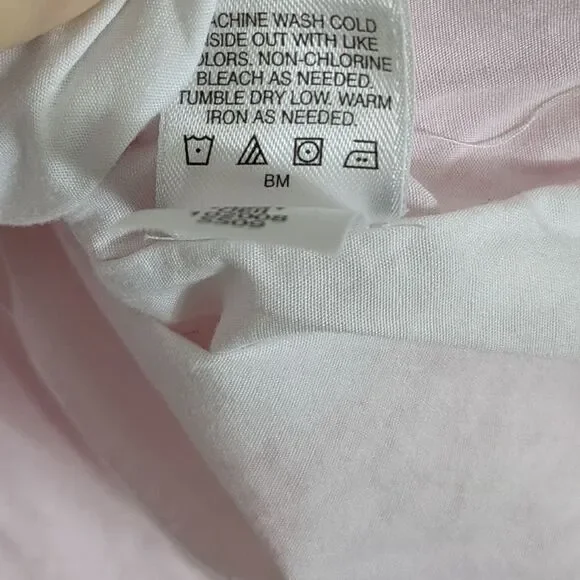 ACHINE WASH COLD
NSIDE OUT WITH LIKE
OLORS. NON-CHLORINE
BLEACH AS NEEDED.
TUMBLE DRY LOW. WARM
IRON AS NEEDED.
BM